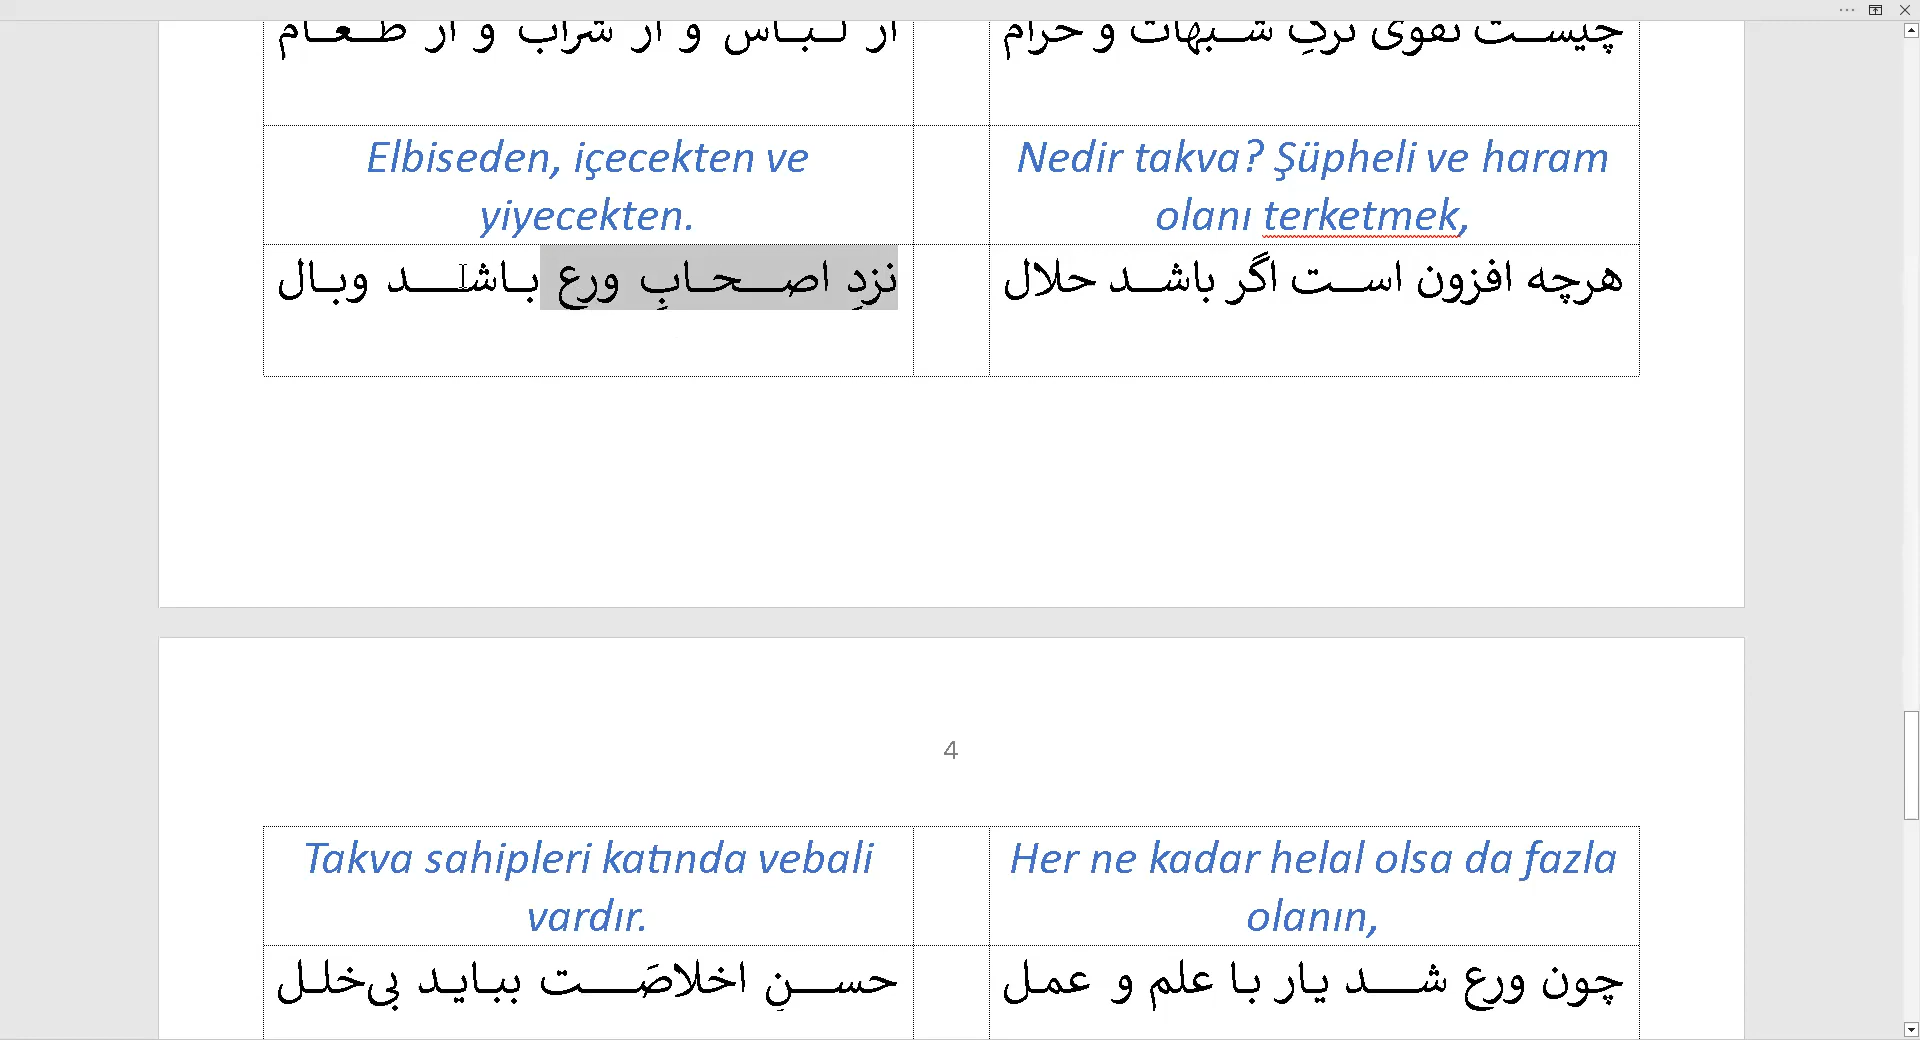 چیست تقوی ترکِ شبهات و حرام
از لباس و از شراب و از طعام
Nedir takva? Şüpheli ve haram
olanı terketmek,
Elbiseden, içecekten ve
yiyecekten.
هرچه افزون است اگر باشد حلال
نزدِ اصحابِ ورع باشد وبال
4
Her ne kadar helal olsa da fazla
olanın,
Takva sahipleri katında vebali
vardır.
چون ورع شد یار با علم و عمل
حسنِ اخلاصَت بباید بی‌خلل